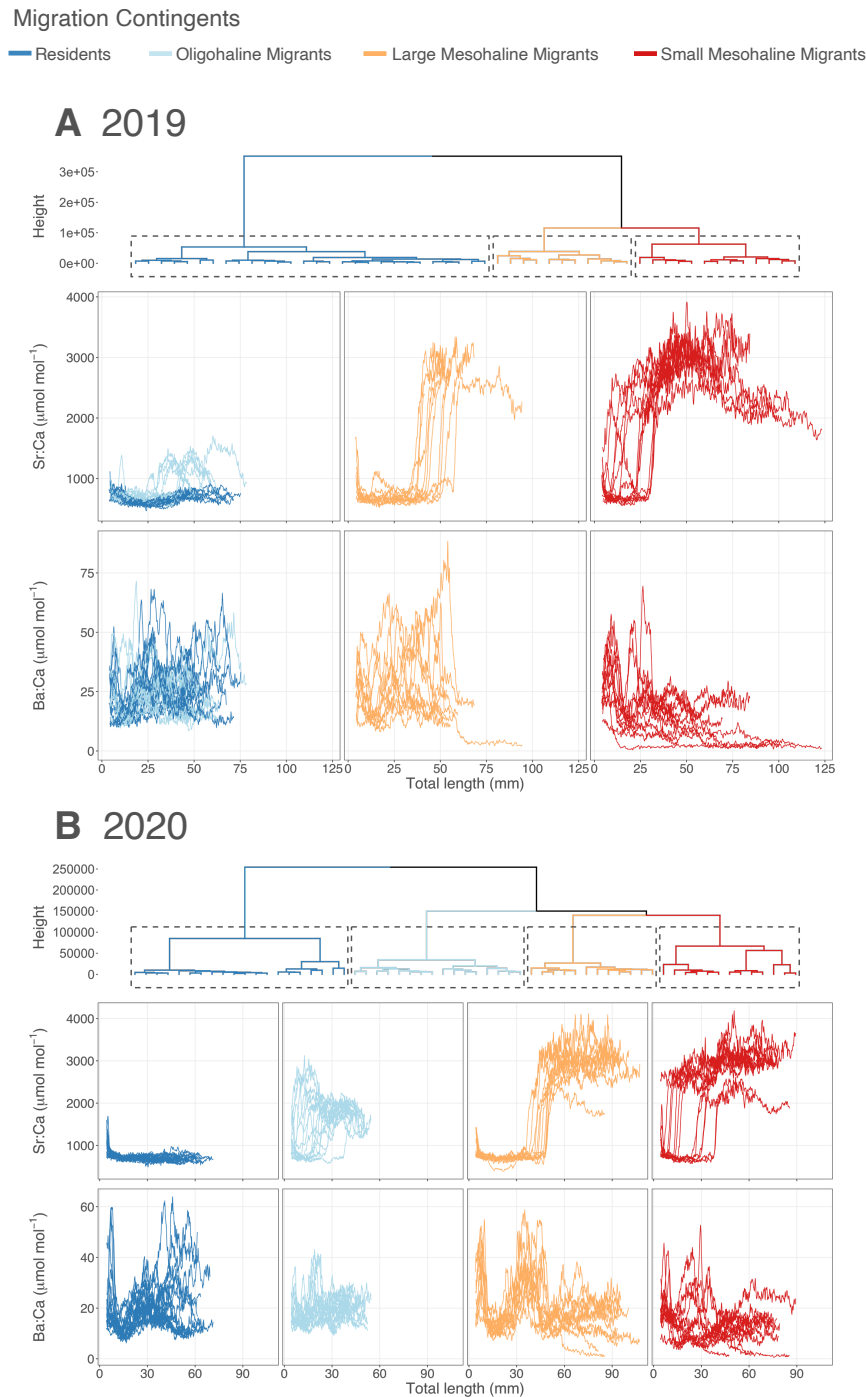 Migration Contingents
Residents Oligohaline Migrants Large Mesohaline Migrants Small Mesohaline Migrants
A 2019
Height
3e+05
2e+05
1e+05
0e+00
Sr:Ca (μmol mol⁻¹)
4000
3000
2000
1000
Ba:Ca (μmol mol⁻¹)
75
50
25
0
0 25 50 75 100 125 0 25 50 75 100 125 0 25 50 75 100 125
Total length (mm)
B 2020
Height
250000
200000
150000
100000
50000
0
Sr:Ca (μmol mol⁻¹)
4000
3000
2000
1000
Ba:Ca (μmol mol⁻¹)
60
40
20
0
0 30 60 90 0 30 60 90 0 30 60 90 0 30 60 90
Total length (mm)